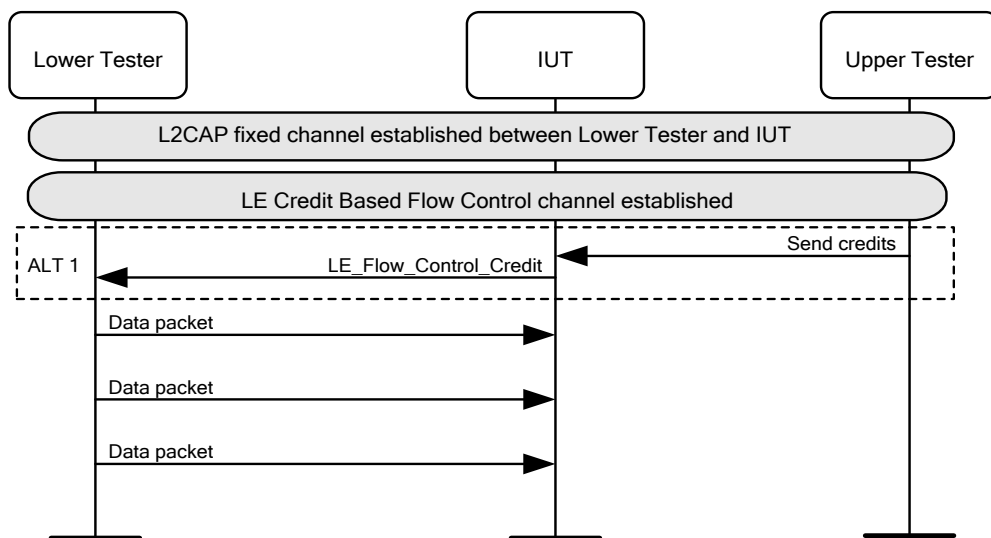 Lower Tester
IUT
Upper Tester
L2CAP fixed channel established between Lower Tester and IUT
LE Credit Based Flow Control channel established
Send credits
ALT 1
LE_Flow_Control_Credit
Data packet
Data packet
Data packet